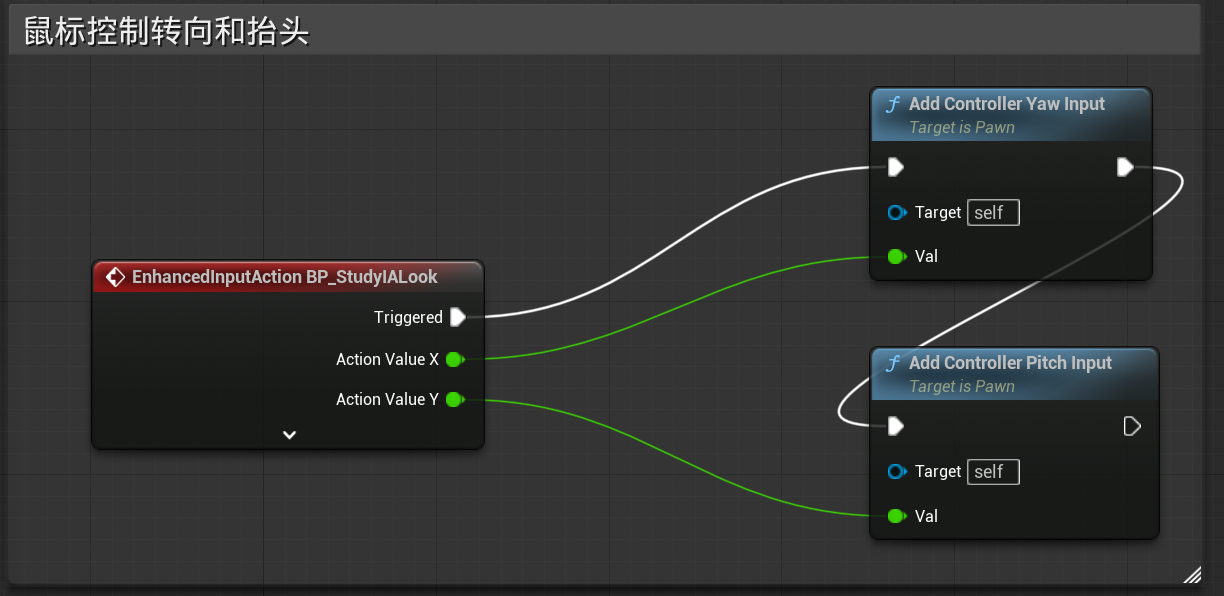 鼠标控制转向和抬头
EnhancedInputAction BP_StudyIALook
Triggered
Action Value X
Action Value Y
Add Controller Yaw Input
Target is Pawn
Target self
Val
Add Controller Pitch Input
Target is Pawn
Target self
Val